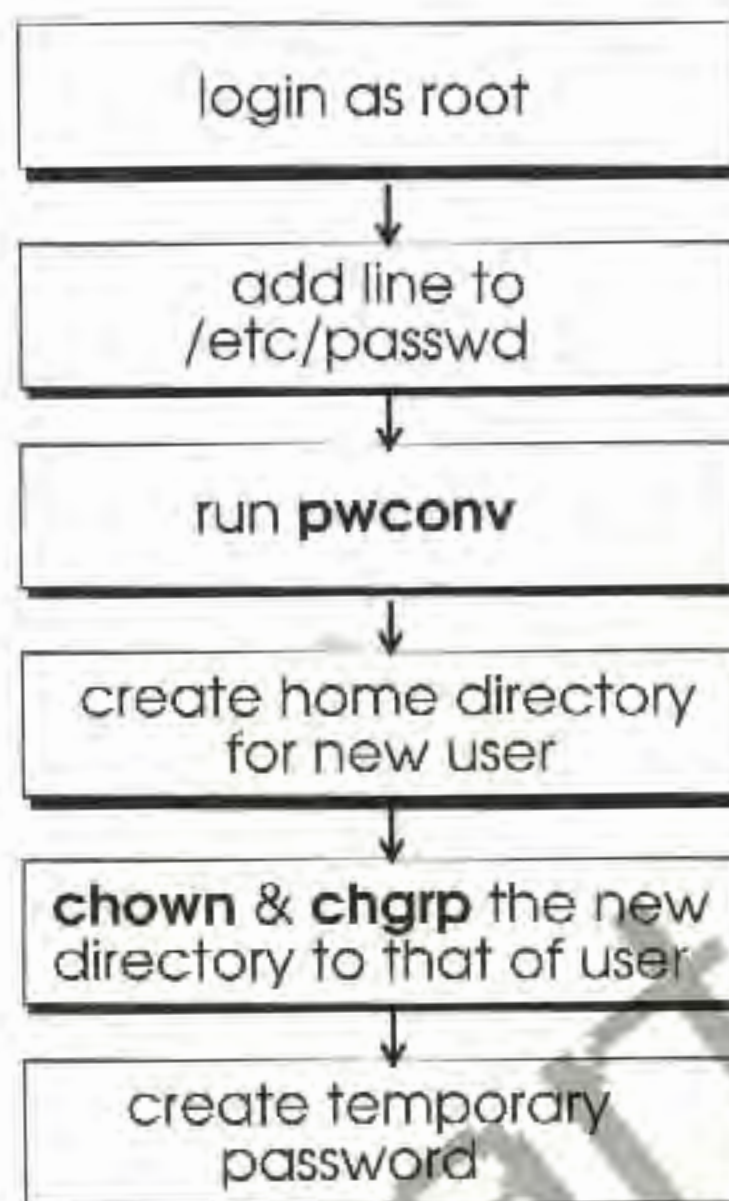 login as root
add line to
/etc/passwd
run pwconv
create home directory
for new user
chown & chgrp the new
directory to that of user
create temporary
password